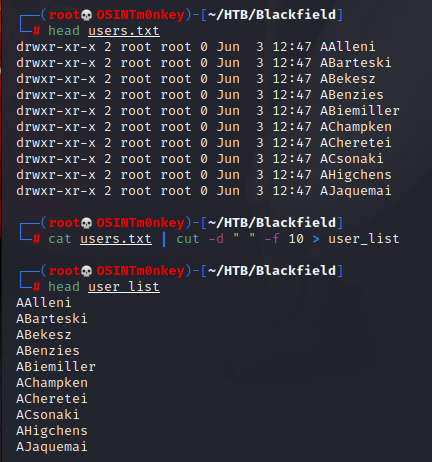 ┌──(root💀OSINTm0nkey)-[~/HTB/Blackfield]
└─# head users.txt
drwxr-xr-x 2 root root 0 Jun  3 12:47 AAlleni
drwxr-xr-x 2 root root 0 Jun  3 12:47 ABarteski
drwxr-xr-x 2 root root 0 Jun  3 12:47 ABekesz
drwxr-xr-x 2 root root 0 Jun  3 12:47 ABenzies
drwxr-xr-x 2 root root 0 Jun  3 12:47 ABiemiller
drwxr-xr-x 2 root root 0 Jun  3 12:47 AChampken
drwxr-xr-x 2 root root 0 Jun  3 12:47 ACheretei
drwxr-xr-x 2 root root 0 Jun  3 12:47 ACsonaki
drwxr-xr-x 2 root root 0 Jun  3 12:47 AHigchens
drwxr-xr-x 2 root root 0 Jun  3 12:47 AJaquemai
┌──(root💀OSINTm0nkey)-[~/HTB/Blackfield]
└─# cat users.txt | cut -d " " -f 10 > user_list
┌──(root💀OSINTm0nkey)-[~/HTB/Blackfield]
└─# head user_list
AAlleni
ABarteski
ABekesz
ABenzies
ABiemiller
AChampken
ACheretei
ACsonaki
AHigchens
AJaquemai